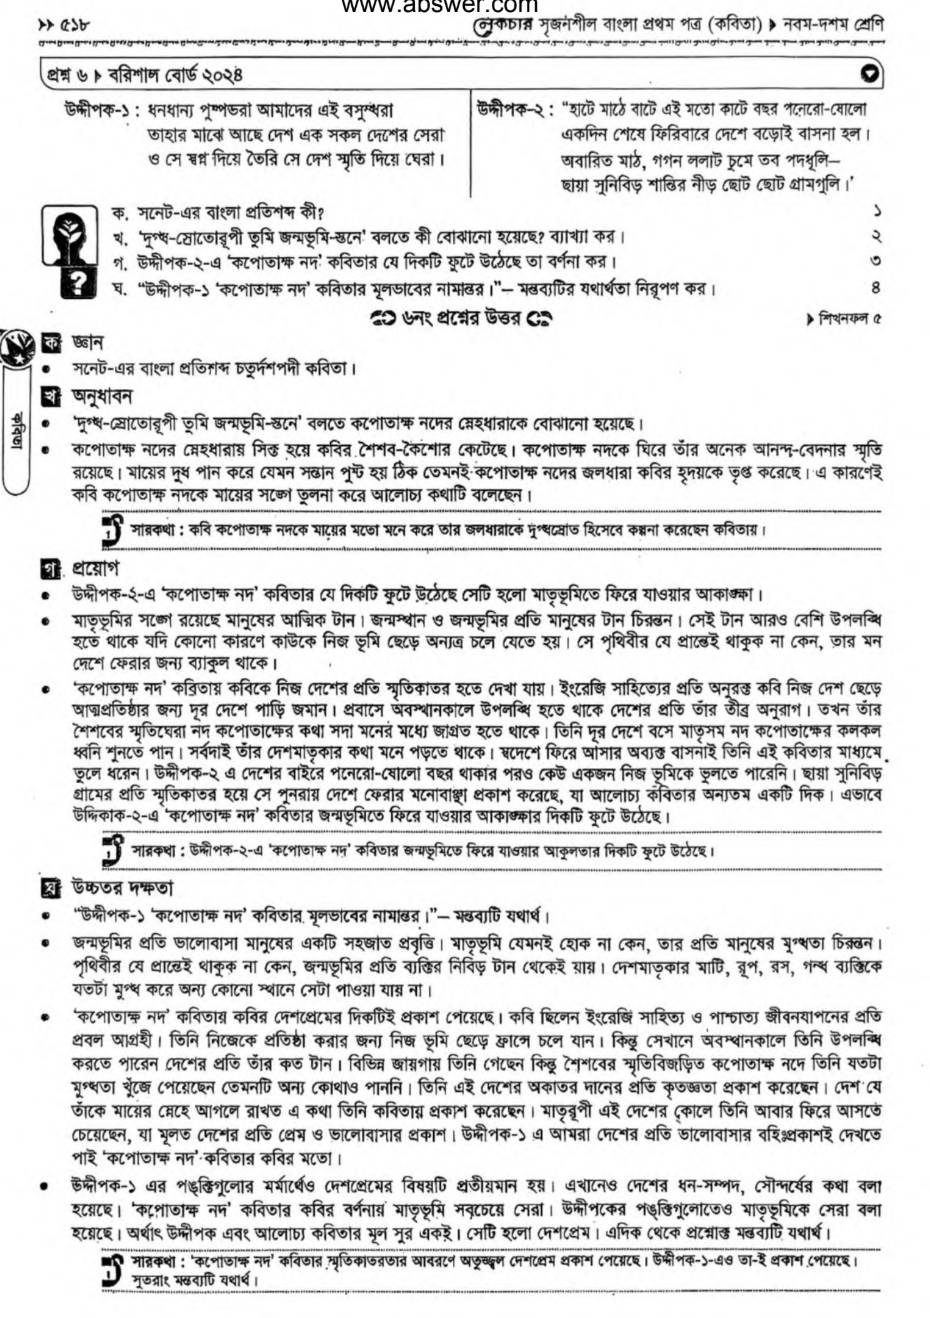 www.abswer.com
>> ৫১৮
লেকচার সৃজনশীল বাংলা প্রথম পত্র (কবিতা) ▶ নবম-দশম শ্রেণি
প্রশ্ন ৬ ▶ বরিশাল বোর্ড ২০২৪
উদ্দীপক-১ : ধনধান্য পুষ্পভরা আমাদের এই বসুন্ধরা
তাহার মাঝে আছে দেশ এক সকল দেশের সেরা
ও সে স্বপ্ন দিয়ে তৈরি সে দেশ স্মৃতি দিয়ে ঘেরা।
উদ্দীপক-২ : “হাটে মাঠে বাটে এই মতো কাটে বছর পনেরো-ষোলো
একদিন শেষে ফিরিবারে দেশে বড়োই বাসনা হল।
অবারিত মাঠ, গগন ললাট চুমে তব পদধূলি—
ছায়া সুনিবিড় শান্তির নীড় ছোট ছোট গ্রামগুলি।’
ক. সনেট-এর বাংলা প্রতিশব্দ কী? ১
খ. ‘দুগ্ধ-স্রোতোরূপী তুমি জন্মভূমি-স্তনে’ বলতে কী বোঝানো হয়েছে? ব্যাখ্যা কর। ২
গ. উদ্দীপক-২-এ ‘কপোতাক্ষ নদ’ কবিতার যে দিকটি ফুটে উঠেছে তা বর্ণনা কর। ৩
ঘ. “উদ্দীপক-১ ‘কপোতাক্ষ নদ’ কবিতার মূলভাবের নামান্তর।”— মন্তব্যটির যথার্থতা নিরূপণ কর। ৪
৬নং প্রশ্নের উত্তর
▶ শিখনফল ৫
কবিতা
ক জ্ঞান
● সনেট-এর বাংলা প্রতিশব্দ চতুর্দশপদী কবিতা।
খ অনুধাবন
● ‘দুগ্ধ-স্রোতোরূপী তুমি জন্মভূমি-স্তনে’ বলতে কপোতাক্ষ নদের স্নেহধারাকে বোঝানো হয়েছে।
● কপোতাক্ষ নদের স্নেহধারায় সিক্ত হয়ে কবির শৈশব-কৈশোর কেটেছে। কপোতাক্ষ নদকে ঘিরে তাঁর অনেক আনন্দ-বেদনার স্মৃতি
রয়েছে। মায়ের দুধ পান করে যেমন সন্তান পুষ্ট হয় ঠিক তেমনই কপোতাক্ষ নদের জলধারা কবির হৃদয়কে তৃপ্ত করেছে। এ কারণেই
কবি কপোতাক্ষ নদকে মায়ের সঙ্গে তুলনা করে আলোচ্য কথাটি বলেছেন।
সারকথা : কবি কপোতাক্ষ নদকে মায়ের মতো মনে করে তার জলধারাকে দুগ্ধস্রোত হিসেবে কল্পনা করেছেন কবিতায়।
গ প্রয়োগ
● উদ্দীপক-২-এ ‘কপোতাক্ষ নদ’ কবিতার যে দিকটি ফুটে উঠেছে সেটি হলো মাতৃভূমিতে ফিরে যাওয়ার আকাঙ্ক্ষা।
● মাতৃভূমির সঙ্গে রয়েছে মানুষের আত্মিক টান। জন্মস্থান ও জন্মভূমির প্রতি মানুষের টান চিরন্তন। সেই টান আরও বেশি উপলব্ধি
হতে থাকে যদি কোনো কারণে কাউকে নিজ ভূমি ছেড়ে অন্যত্র চলে যেতে হয়। সে পৃথিবীর যে প্রান্তেই থাকুক না কেন, তার মন
দেশে ফেরার জন্য ব্যাকুল থাকে।
● ‘কপোতাক্ষ নদ’ কবিতায় কবিকে নিজ দেশের প্রতি স্মৃতিকাতর হতে দেখা যায়। ইংরেজি সাহিত্যের প্রতি অনুরক্ত কবি নিজ দেশ ছেড়ে
আত্মপ্রতিষ্ঠার জন্য দূর দেশে পাড়ি জমান। প্রবাসে অবস্থানকালে উপলব্ধি হতে থাকে দেশের প্রতি তাঁর তীব্র অনুরাগ। তখন তাঁর
শৈশবের স্মৃতিঘেরা নদ কপোতাক্ষের কথা সদা মনের মধ্যে জাগ্রত হতে থাকে। তিনি দূর দেশে বসে মাতৃসম নদ কপোতাক্ষের কলকল
ধ্বনি শুনতে পান। সর্বদাই তাঁর দেশমাতৃকার কথা মনে পড়তে থাকে। স্বদেশে ফিরে আসার অব্যক্ত বাসনাই তিনি এই কবিতার মাধ্যমে
তুলে ধরেন। উদ্দীপক-২ এ দেশের বাইরে পনেরো-ষোলো বছর থাকার পরও কেউ একজন নিজ ভূমিকে ভুলতে পারেনি। ছায়া সুনিবিড়
গ্রামের প্রতি স্মৃতিকাতর হয়ে সে পুনরায় দেশে ফেরার মনোবাঞ্ছা প্রকাশ করেছে, যা আলোচ্য কবিতার অন্যতম একটি দিক। এভাবে
উদ্দিকাক-২-এ ‘কপোতাক্ষ নদ’ কবিতার জন্মভূমিতে ফিরে যাওয়ার আকাঙ্ক্ষার দিকটি ফুটে উঠেছে।
সারকথা : উদ্দীপক-২-এ ‘কপোতাক্ষ নদ’ কবিতার জন্মভূমিতে ফিরে যাওয়ার আকুলতার দিকটি ফুটে উঠেছে।
ঘ উচ্চতর দক্ষতা
● “উদ্দীপক-১ ‘কপোতাক্ষ নদ’ কবিতার মূলভাবের নামান্তর।”— মন্তব্যটি যথার্থ।
● জন্মভূমির প্রতি ভালোবাসা মানুষের একটি সহজাত প্রবৃত্তি। মাতৃভূমি যেমনই হোক না কেন, তার প্রতি মানুষের মুগ্ধতা চিরন্তন।
পৃথিবীর যে প্রান্তেই থাকুক না কেন, জন্মভূমির প্রতি ব্যক্তির নিবিড় টান থেকেই যায়। দেশমাতৃকার মাটি, রূপ, রস, গন্ধ ব্যক্তিকে
যতটা মুগ্ধ করে অন্য কোনো স্থানে সেটা পাওয়া যায় না।
● ‘কপোতাক্ষ নদ’ কবিতায় কবির দেশপ্রেমের দিকটিই প্রকাশ পেয়েছে। কবি ছিলেন ইংরেজি সাহিত্য ও পাশ্চাত্য জীবনযাপনের প্রতি
প্রবল আগ্রহী। তিনি নিজেকে প্রতিষ্ঠা করার জন্য নিজ ভূমি ছেড়ে ফ্রান্সে চলে যান। কিন্তু সেখানে অবস্থানকালে তিনি উপলব্ধি
করতে পারেন দেশের প্রতি তাঁর কত টান। বিভিন্ন জায়গায় তিনি গেছেন কিন্তু শৈশবের স্মৃতিবিজড়িত কপোতাক্ষ নদে তিনি যতটা
মুগ্ধতা খুঁজে পেয়েছেন তেমনটি অন্য কোথাও পাননি। তিনি এই দেশের অকাতর দানের প্রতি কৃতজ্ঞতা প্রকাশ করেছেন। দেশ যে
তাঁকে মায়ের স্নেহে আগলে রাখত এ কথা তিনি কবিতায় প্রকাশ করেছেন। মাতৃরূপী এই দেশের কোলে তিনি আবার ফিরে আসতে
চেয়েছেন, যা মূলত দেশের প্রতি প্রেম ও ভালোবাসার প্রকাশ। উদ্দীপক-১ এ আমরা দেশের প্রতি ভালোবাসার বহিঃপ্রকাশই দেখতে
পাই ‘কপোতাক্ষ নদ’ কবিতার কবির মতো।
● উদ্দীপক-১ এর পঙ্‌ক্তিগুলোর মর্মার্থেও দেশপ্রেমের বিষয়টি প্রতীয়মান হয়। এখানেও দেশের ধন-সম্পদ, সৌন্দর্যের কথা বলা
হয়েছে। ‘কপোতাক্ষ নদ’ কবিতার কবির বর্ণনায় মাতৃভূমি সবচেয়ে সেরা। উদ্দীপকের পঙ্‌ক্তিগুলোতেও মাতৃভূমিকে সেরা বলা
হয়েছে। অর্থাৎ উদ্দীপক এবং আলোচ্য কবিতার মূল সুর একই। সেটি হলো দেশপ্রেম। এদিক থেকে প্রশ্নোক্ত মন্তব্যটি যথার্থ।
সারকথা : ‘কপোতাক্ষ নদ’ কবিতার স্মৃতিকাতরতার আবরণে অত্যুজ্জ্বল দেশপ্রেম প্রকাশ পেয়েছে। উদ্দীপক-১-এও তা-ই প্রকাশ পেয়েছে।
সুতরাং মন্তব্যটি যথার্থ।